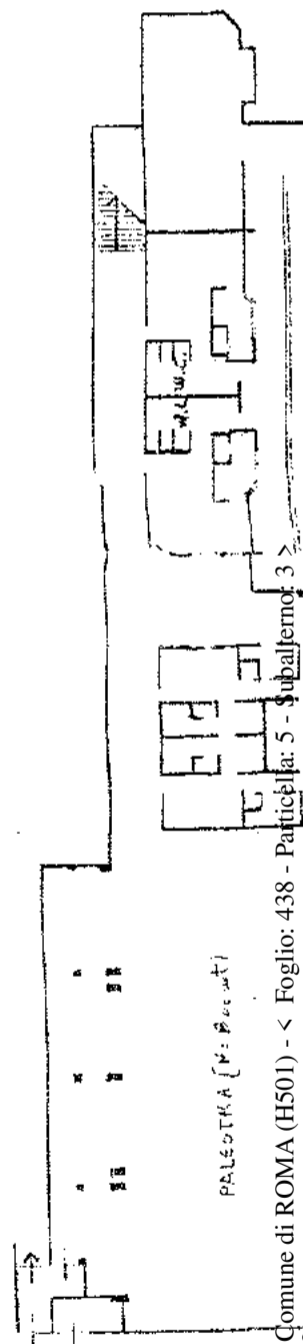 W.C. W.C.
PALESTRA
Comune di ROMA (H501) - < Foglio: 438 - Particella: 5 - Subalterno: 3 >